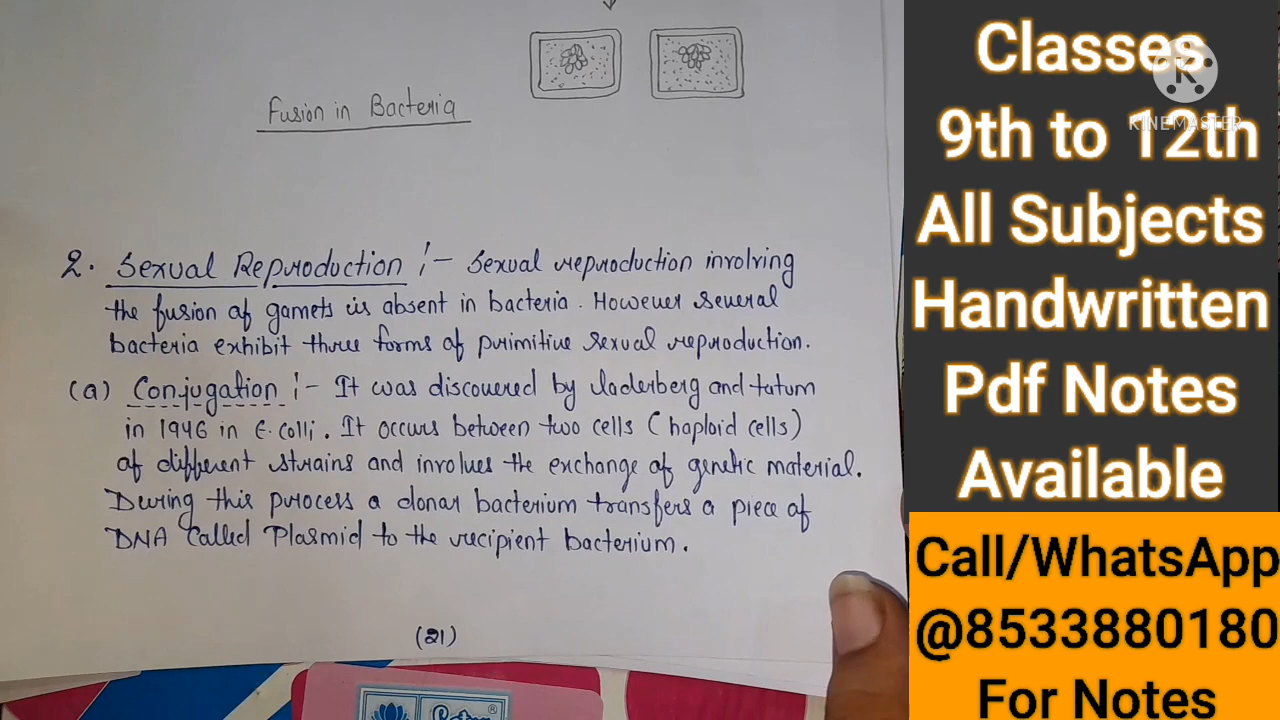 Fusion in Bacteria
2. Sexual Reproduction :- Sexual reproduction involving
the fusion of gamets is absent in bacteria. However several
bacteria exhibit three forms of primitive sexual reproduction.
(a) Conjugation :- It was discovered by laderberg and tatum
in 1946 in E. colli. It occurs between two cells (haploid cells)
of different strains and involves the exchange of genetic material.
During this process a donar bacterium transfers a piece of
DNA called Plasmid to the recipient bacterium.
(21)
Classes
9th to 12th
All Subjects
Handwritten
Pdf Notes
Available
Call/WhatsApp
@8533880180
For Notes
K
KINEMASTER